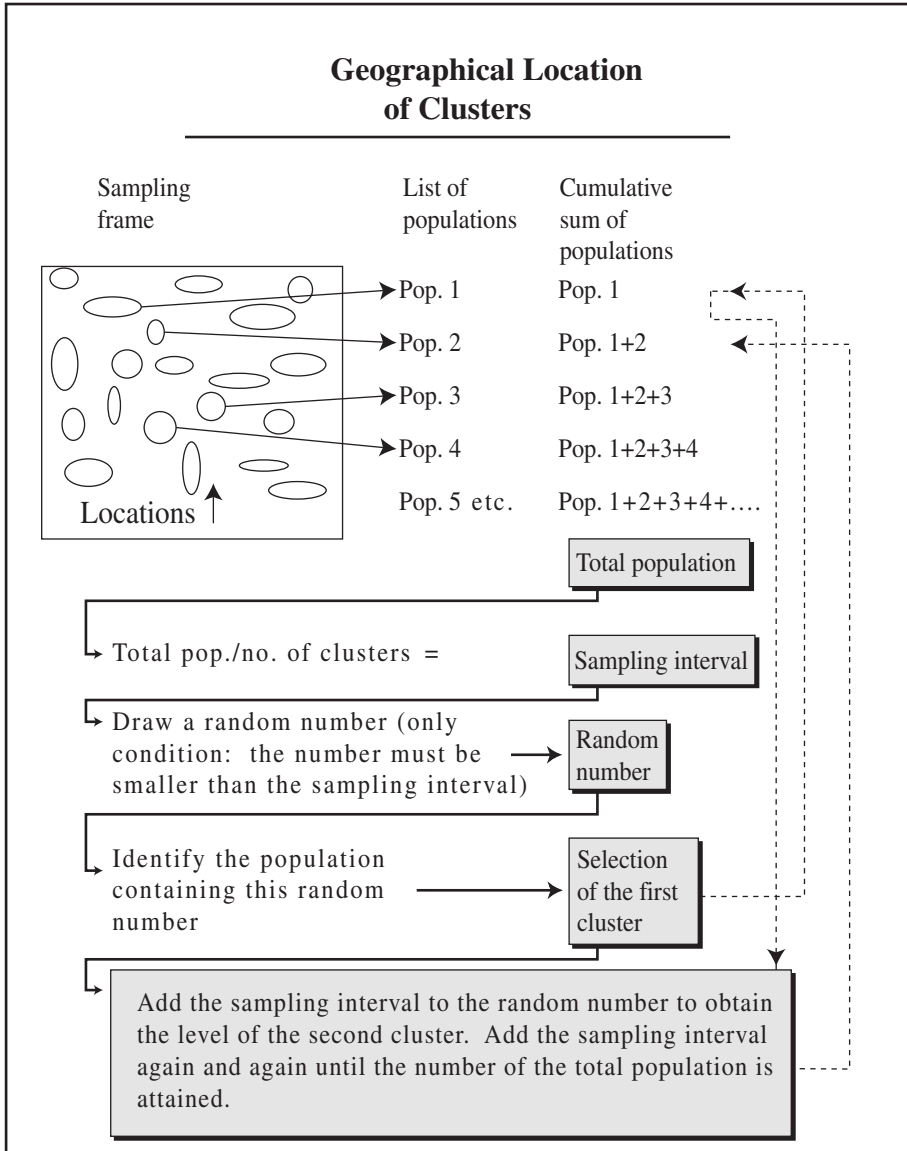 Geographical Location
of Clusters
Sampling
frame
List of
populations
Cumulative
sum of
populations
Pop. 1
Pop. 1
Pop. 2
Pop. 1+2
Pop. 3
Pop. 1+2+3
Pop. 4
Pop. 1+2+3+4
Locations
Pop. 5 etc.
Pop. 1+2+3+4+....
Total population
Total pop./no. of clusters =
Sampling interval
Draw a random number (only
condition: the number must be
smaller than the sampling interval)
Random
number
Identify the population
containing this random
number
Selection
of the first
cluster
Add the sampling interval to the random number to obtain
the level of the second cluster. Add the sampling interval
again and again until the number of the total population is
attained.